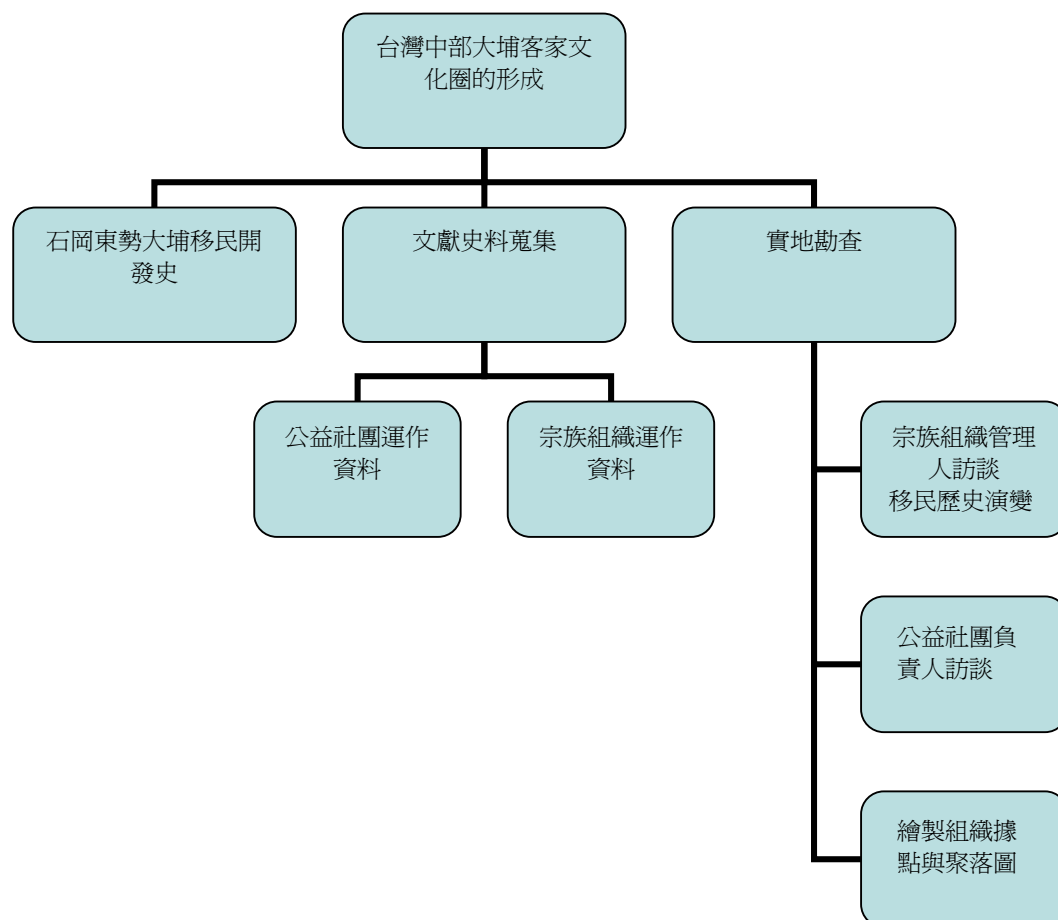 台灣中部大埔客家文
化圈的形成
石岡東勢大埔移民開
發史
文獻史料蒐集
實地勘查
公益社團運作
資料
宗族組織運作
資料
宗族組織管理
人訪談
移民歷史演變
公益社團負
責人訪談
繪製組織據
點與聚落圖